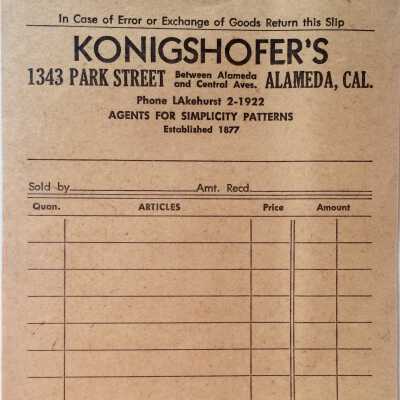 In Case of Error or Exchange of Goods Return this Slip
KONIGSHOFER'S
1343 PARK STREET Between Alameda and Central Aves. ALAMEDA, CAL.
Phone LAkehurst 2-1922
AGENTS FOR SIMPLICITY PATTERNS
Established 1877
Sold by Amt. Recd.
Quan. ARTICLES Price Amount